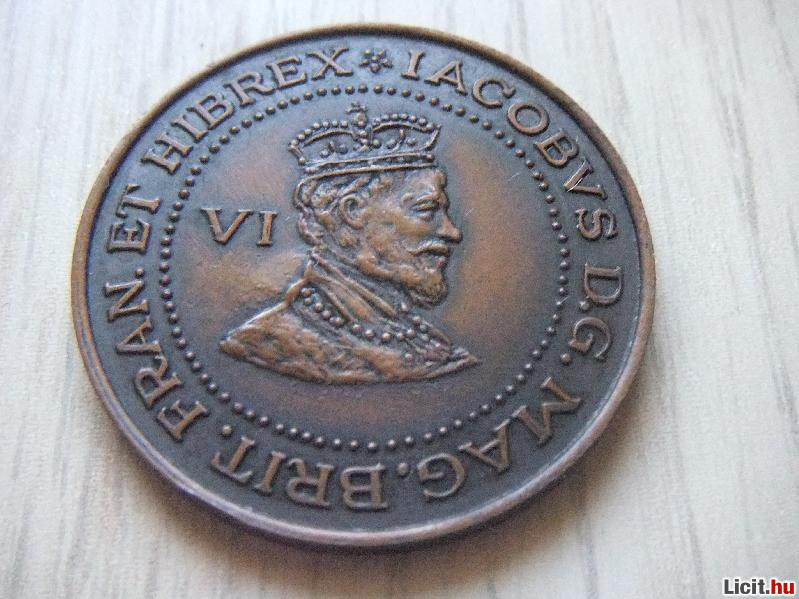 IACOBVS D.G. MAG. BRIT. FRAN. ET HIBREX
VI
Licit.hu